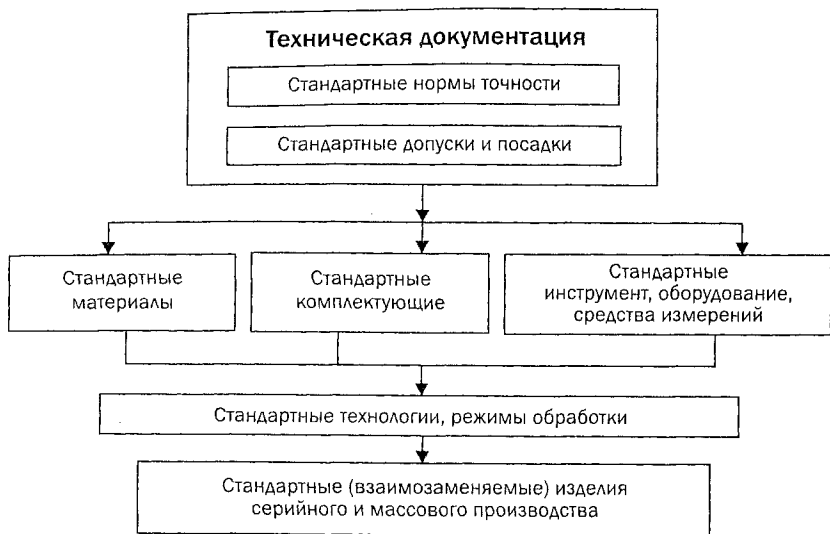 Техническая документация
Стандартные нормы точности
Стандартные допуски и посадки
Стандартные
материалы
Стандартные
комплектующие
Стандартные
инструмент, оборудование,
средства измерений
Стандартные технологии, режимы обработки
Стандартные (взаимозаменяемые) изделия
серийного и массового производства